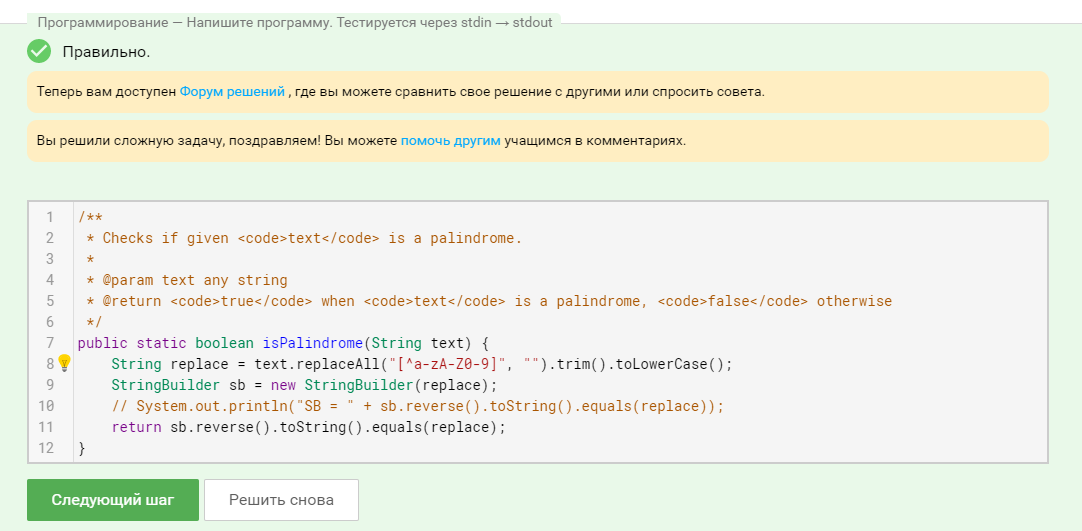 Программирование — Напишите программу. Тестируется через stdin → stdout
Правильно.
Теперь вам доступен Форум решений , где вы можете сравнить свое решение с другими или спросить совета.
Вы решили сложную задачу, поздравляем! Вы можете помочь другим учащимся в комментариях.
1 /**
2  * Checks if given <code>text</code> is a palindrome.
3  *
4  * @param text any string
5  * @return <code>true</code> when <code>text</code> is a palindrome, <code>false</code> otherwise
6  */
7 public static boolean isPalindrome(String text) {
8     String replace = text.replaceAll("[^a-zA-Z0-9]", "").trim().toLowerCase();
9     StringBuilder sb = new StringBuilder(replace);
10     // System.out.println("SB = " + sb.reverse().toString().equals(replace));
11     return sb.reverse().toString().equals(replace);
12 }
Следующий шаг Решить снова